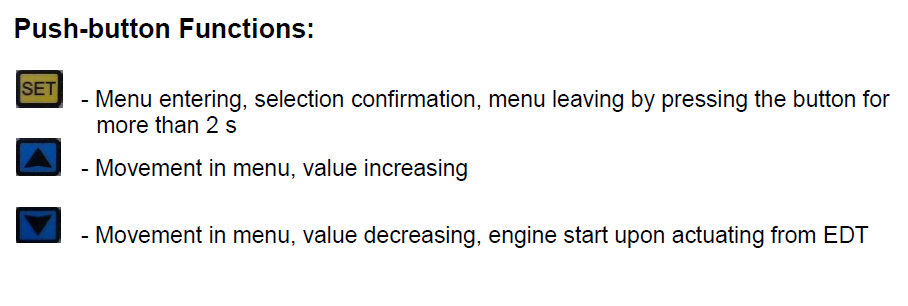 Push-button Functions:
SET
- Menu entering, selection confirmation, menu leaving by pressing the button for
more than 2 s
- Movement in menu, value increasing
- Movement in menu, value decreasing, engine start upon actuating from EDT